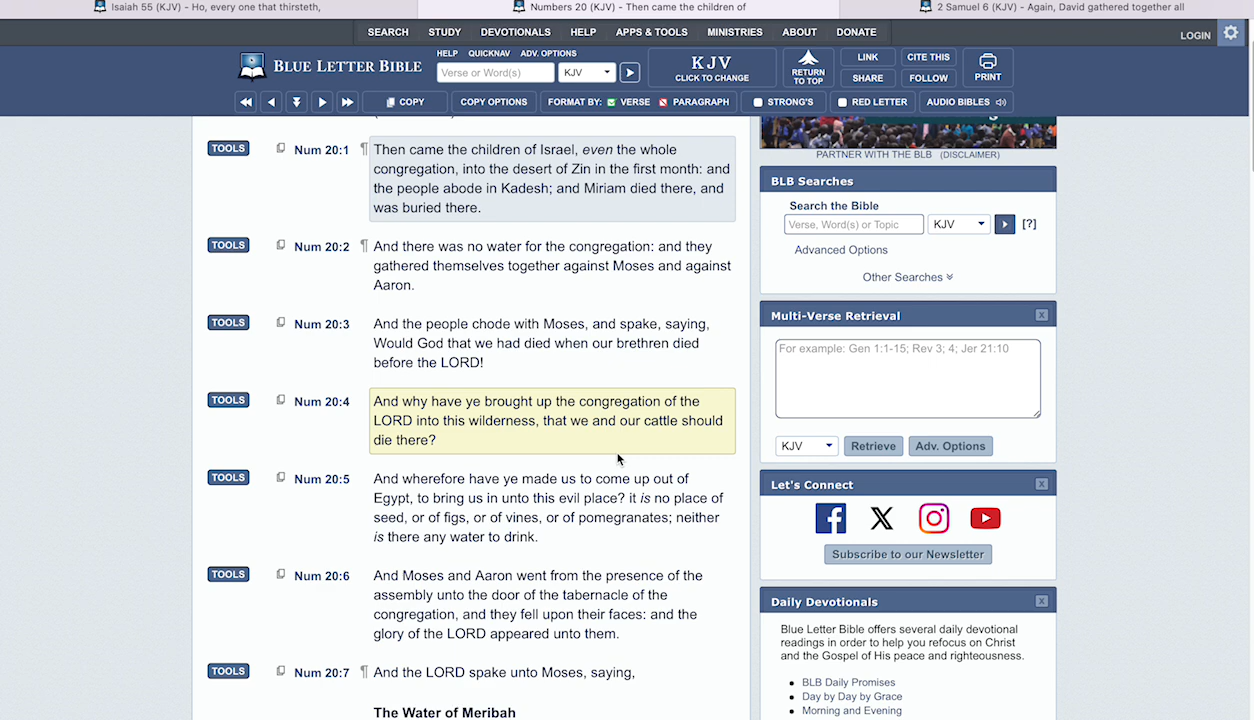 Isaiah 55 (KJV) - Ho, every one that thirsteth,
Numbers 20 (KJV) - Then came the children of
2 Samuel 6 (KJV) - Again, David gathered together all
SEARCH STUDY DEVOTIONALS HELP APPS & TOOLS MINISTRIES ABOUT DONATE
LOGIN
BLUE LETTER BIBLE
HELP QUICKNAV ADV. OPTIONS
Verse or Word(s) KJV
KJV
CLICK TO CHANGE
RETURN
TO TOP
LINK
CITE THIS
SHARE
FOLLOW
PRINT
COPY
COPY OPTIONS
FORMAT BY: VERSE PARAGRAPH
STRONG'S
RED LETTER
AUDIO BIBLES
TOOLS Num 20:1 ¶ Then came the children of Israel, even the whole
congregation, into the desert of Zin in the first month: and
the people abode in Kadesh; and Miriam died there, and
was buried there.
TOOLS Num 20:2 ¶ And there was no water for the congregation: and they
gathered themselves together against Moses and against
Aaron.
TOOLS Num 20:3 And the people chode with Moses, and spake, saying,
Would God that we had died when our brethren died
before the LORD!
TOOLS Num 20:4 And why have ye brought up the congregation of the
LORD into this wilderness, that we and our cattle should
die there?
TOOLS Num 20:5 And wherefore have ye made us to come up out of
Egypt, to bring us in unto this evil place? it is no place of
seed, or of figs, or of vines, or of pomegranates; neither
is there any water to drink.
TOOLS Num 20:6 And Moses and Aaron went from the presence of the
assembly unto the door of the tabernacle of the
congregation, and they fell upon their faces: and the
glory of the LORD appeared unto them.
TOOLS Num 20:7 ¶ And the LORD spake unto Moses, saying,
The Water of Meribah
PARTNER WITH THE BLB (DISCLAIMER)
BLB Searches
Search the Bible
Verse, Word(s) or Topic KJV [?]
Advanced Options
Other Searches
Multi-Verse Retrieval x
For example: Gen 1:1-15; Rev 3; 4; Jer 21:10
KJV Retrieve Adv. Options
Let's Connect x
Subscribe to our Newsletter
Daily Devotionals x
Blue Letter Bible offers several daily devotional
readings in order to help you refocus on Christ
and the Gospel of His peace and righteousness.
• BLB Daily Promises
• Day by Day by Grace
• Morning and Evening